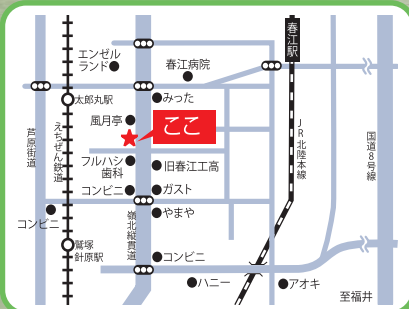 エンゼル
ランド
春江病院
春江駅
太郎丸駅
みった
風月亭
ここ
芦原街道
えちぜん鉄道
フルハシ
歯科
旧春江工高
JR北陸本線
国道8号線
コンビニ
ガスト
コンビニ
やまや
嶺北縦貫道
鷲塚
針原駅
コンビニ
ハニー
アオキ
至福井